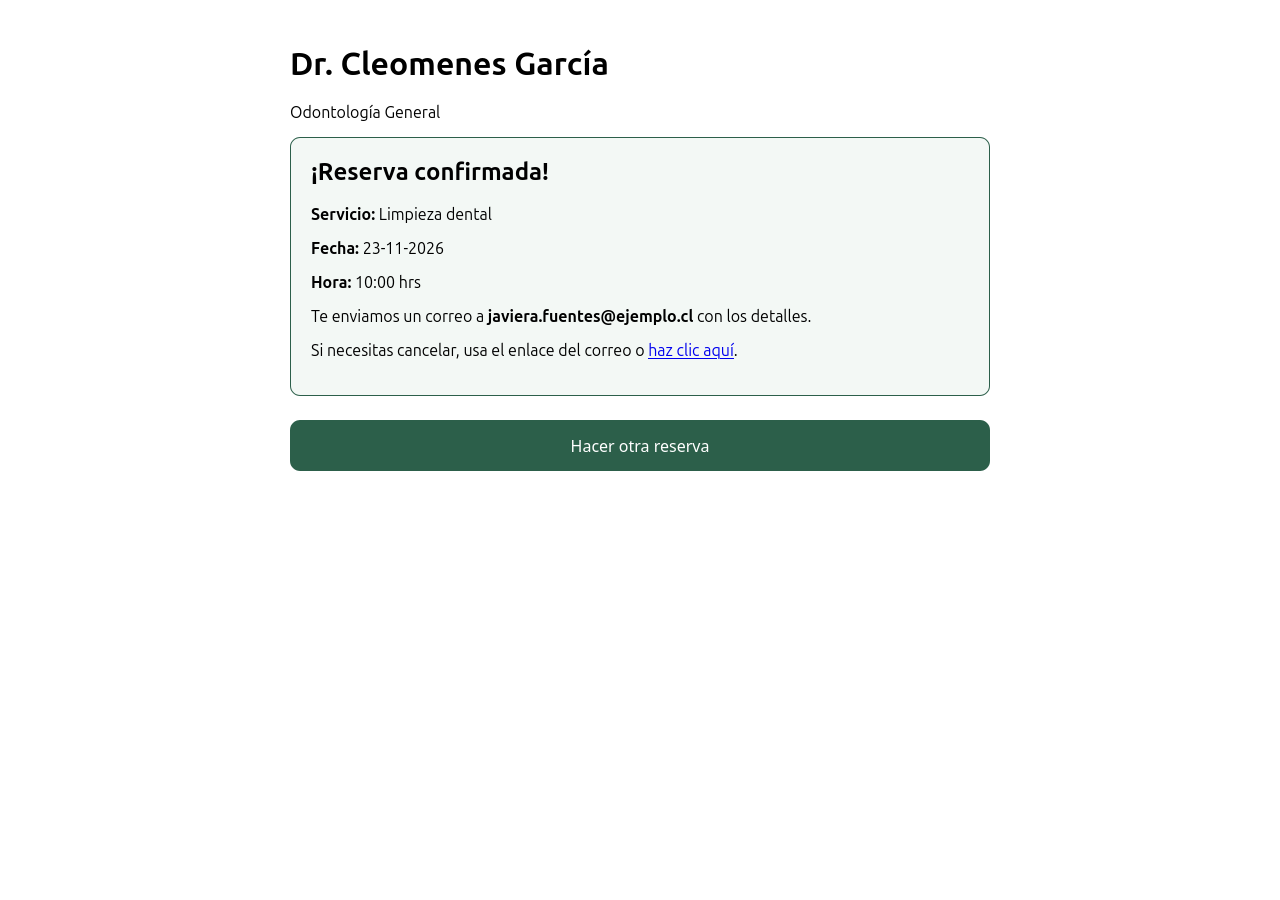 Dr. Cleomenes García
Odontología General
¡Reserva confirmada!
Servicio: Limpieza dental
Fecha: 23-11-2026
Hora: 10:00 hrs
Te enviamos un correo a javiera.fuentes@ejemplo.cl con los detalles.
Si necesitas cancelar, usa el enlace del correo o haz clic aquí.
Hacer otra reserva